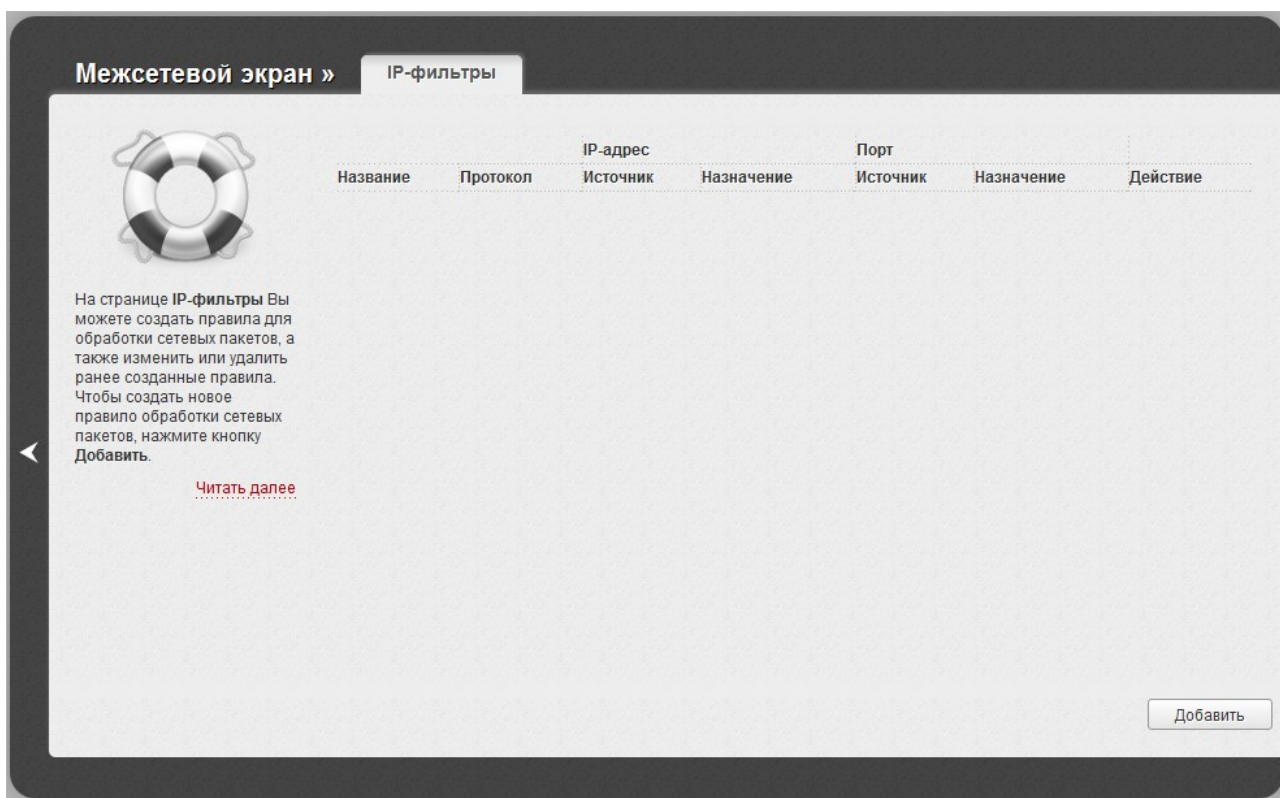 Межсетевой экран »
IP-фильтры
IP-адрес Порт
Название Протокол Источник Назначение Источник Назначение Действие
На странице IP-фильтры Вы
можете создать правила для
обработки сетевых пакетов, а
также изменить или удалить
ранее созданные правила.
Чтобы создать новое
правило обработки сетевых
пакетов, нажмите кнопку
Добавить.
Читать далее
Добавить